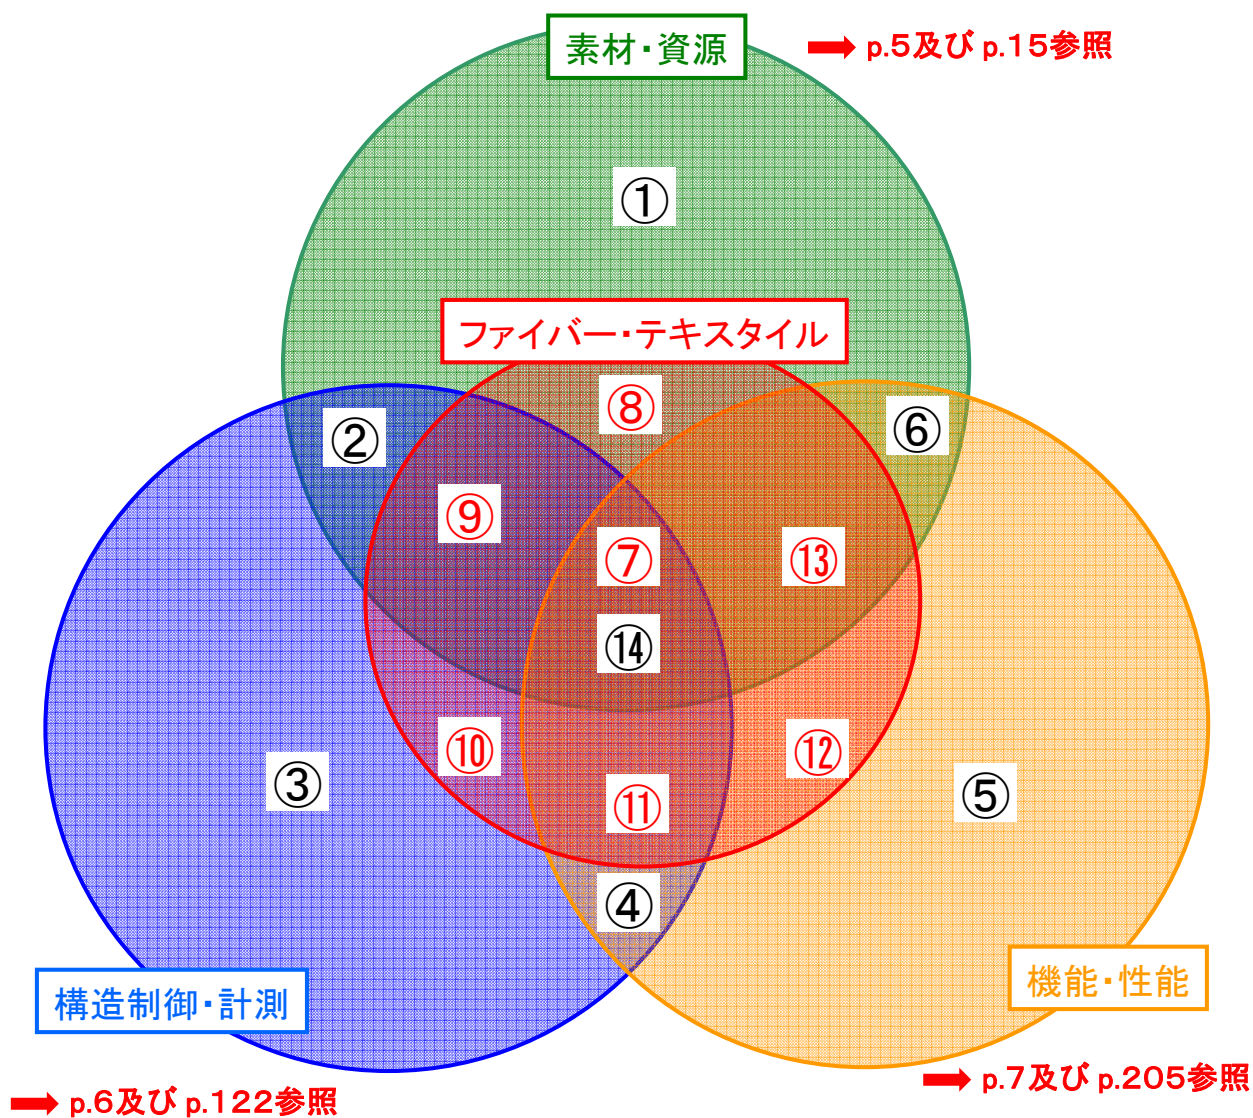 素材・資源
➡ p.5及び p.15参照
①
ファイバー・テキスタイル
⑧
②
⑥
⑨
⑦
⑬
⑭
⑩
⑫
③
⑪
⑤
④
構造制御・計測
機能・性能
➡ p.6及び p.122参照
➡ p.7及び p.205参照